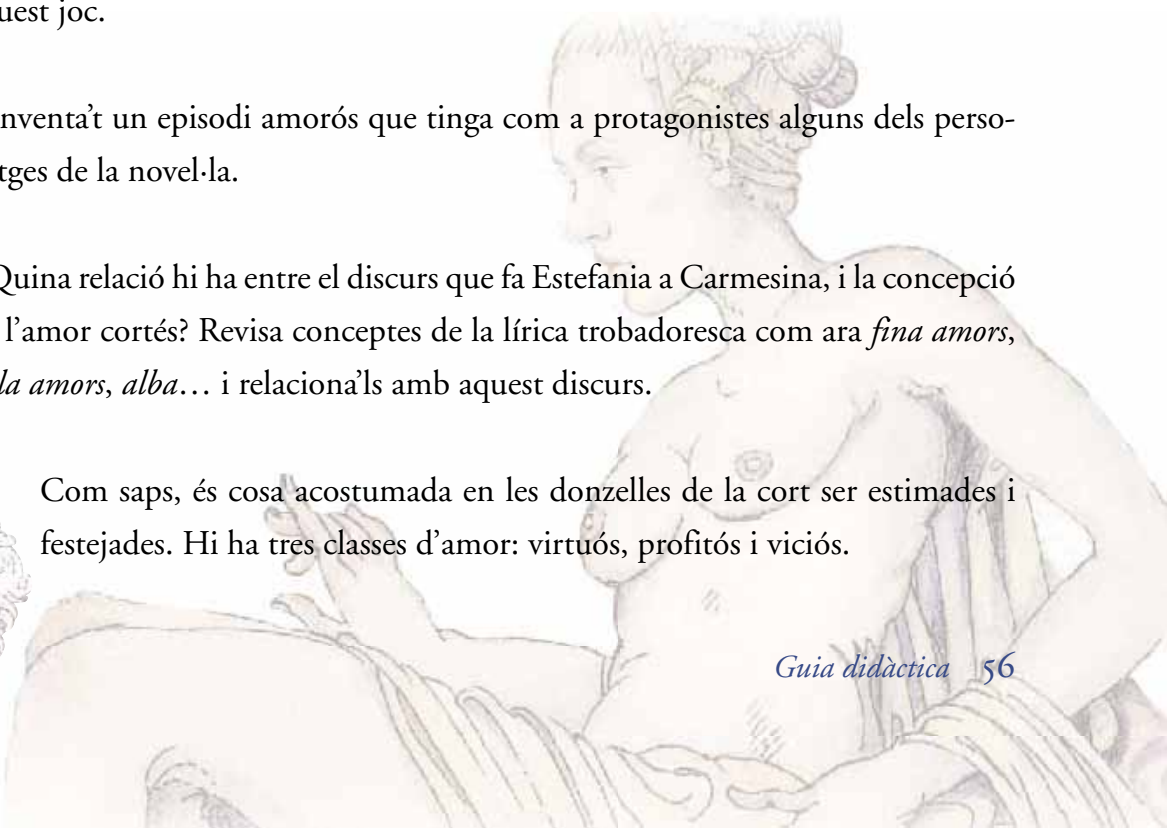 uest joc.
nventa't un episodi amorós que tinga com a protagonistes alguns dels perso-
tges de la novel·la.
Quina relació hi ha entre el discurs que fa Estefania a Carmesina, i la concepció
l'amor cortés? Revisa conceptes de la lírica trobadoresca com ara fina amors,
la amors, alba… i relaciona'ls amb aquest discurs.
Com saps, és cosa acostumada en les donzelles de la cort ser estimades i
festejades. Hi ha tres classes d'amor: virtuós, profitós i viciós.
Guia didàctica 56